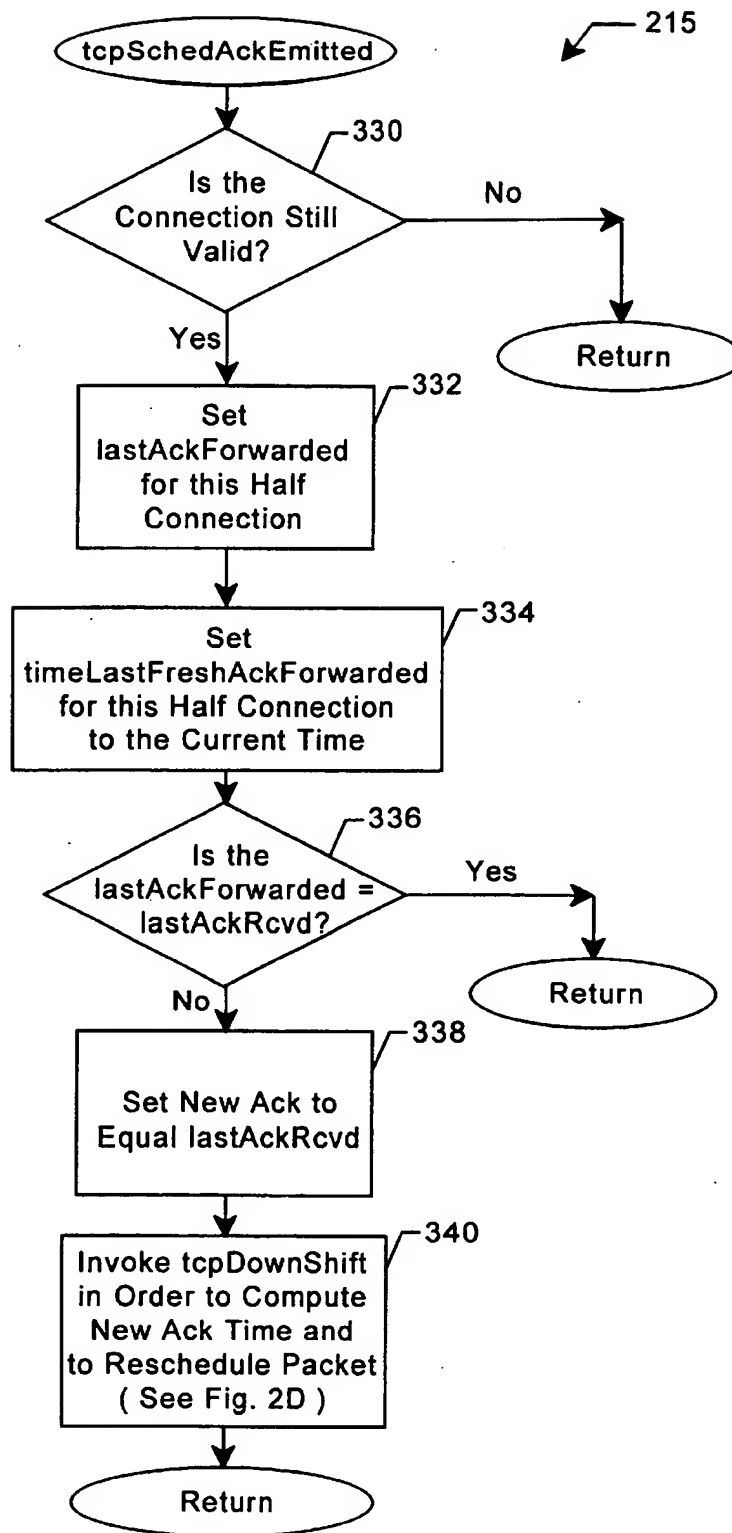 tcpSchedAckEmitted
215
330
Is the
Connection Still
Valid?
No
Return
Yes
332
Set
lastAckForwarded
for this Half
Connection
334
Set
timeLastFreshAckForwarded
for this Half Connection
to the Current Time
336
Is the
lastAckForwarded =
lastAckRcvd?
Yes
Return
No
338
Set New Ack to
Equal lastAckRcvd
340
Invoke tcpDownShift
in Order to Compute
New Ack Time and
to Reschedule Packet
( See Fig. 2D )
Return